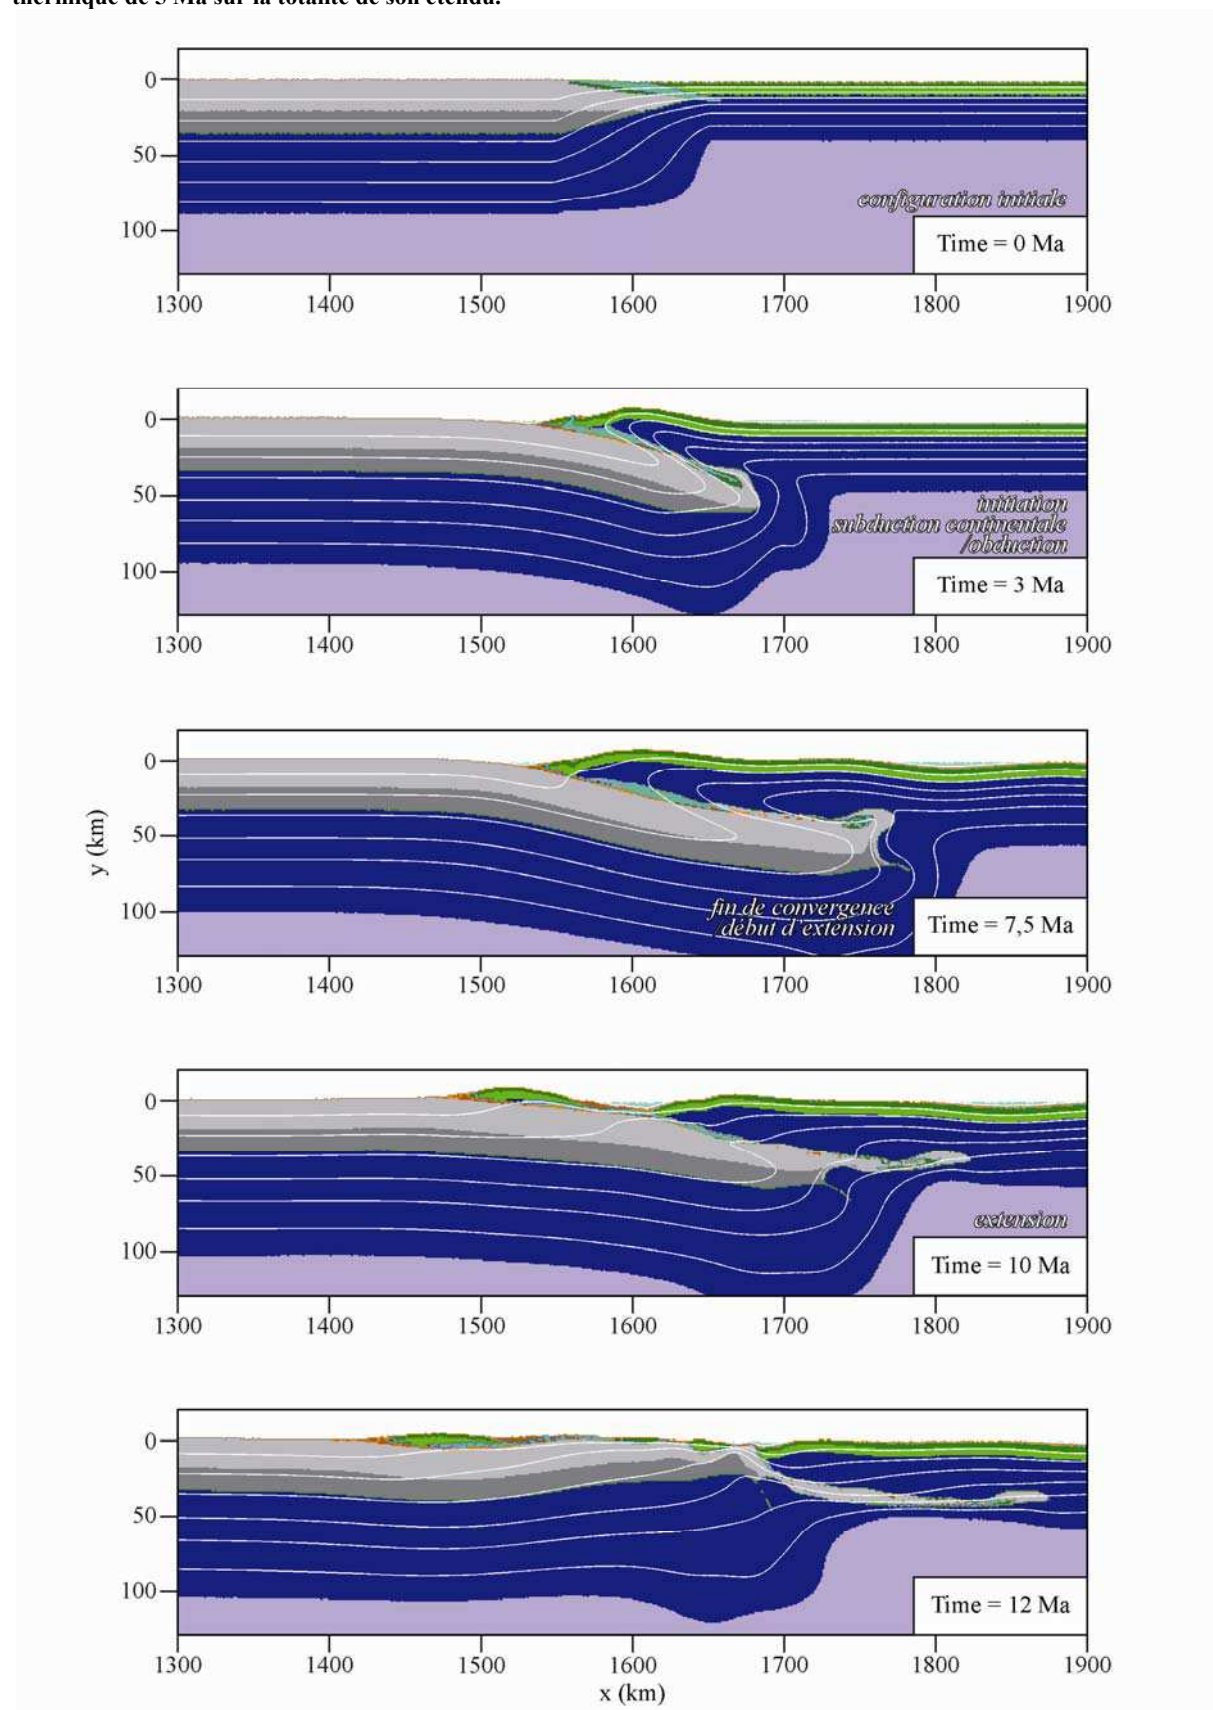 thermique de 5 Ma sur la totalité de son étendu.
0
50
100
configuration initiale
Time = 0 Ma
1300 1400 1500 1600 1700 1800 1900
0
50
100
initiation
subduction continentale
/obduction
Time = 3 Ma
1300 1400 1500 1600 1700 1800 1900
0
50
100
y (km)
fin de convergence
début d'extension
Time = 7,5 Ma
1300 1400 1500 1600 1700 1800 1900
0
50
100
extension
Time = 10 Ma
1300 1400 1500 1600 1700 1800 1900
0
50
100
Time = 12 Ma
1300 1400 1500 1600 1700 1800 1900
x (km)